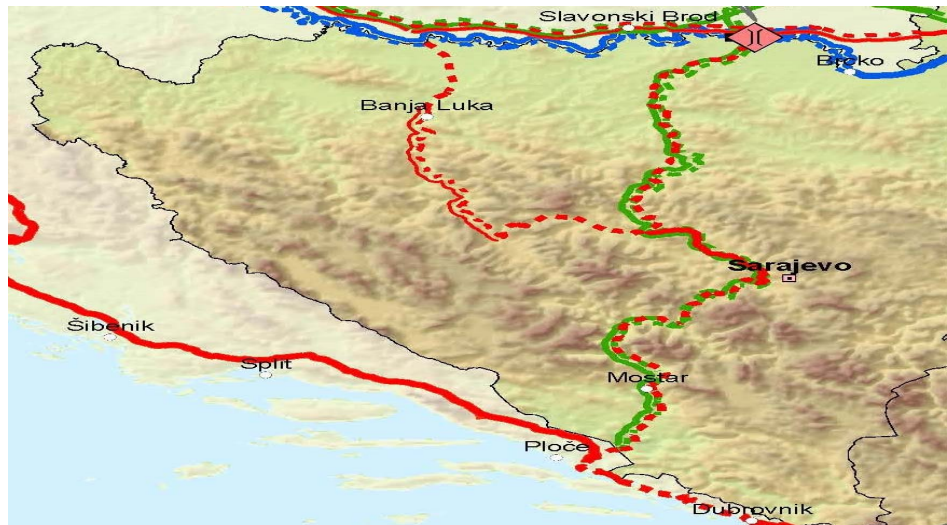 Slavonski Brod
Brčko
Banja Luka
Sarajevo
Šibenik
Split
Mostar
Ploče
Dubrovnik